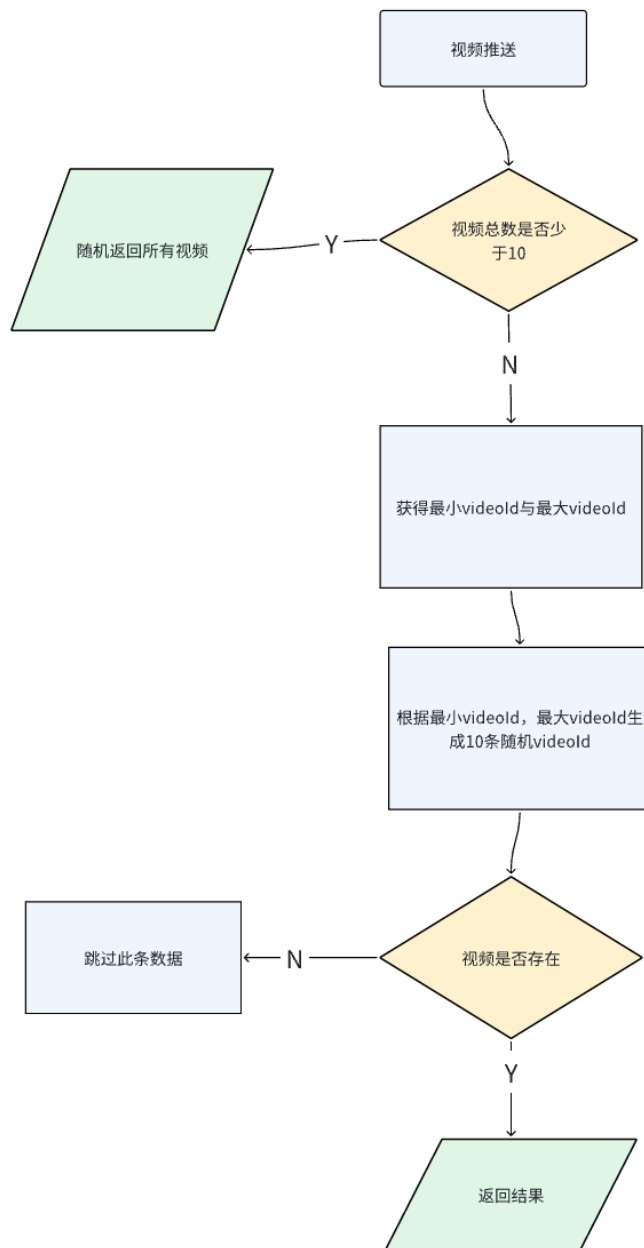 视频推送
视频总数是否少
于10
Y
随机返回所有视频
N
获得最小videoId与最大videoId
根据最小videoId，最大videoId生
成10条随机videoId
视频是否存在
N
跳过此条数据
Y
返回结果